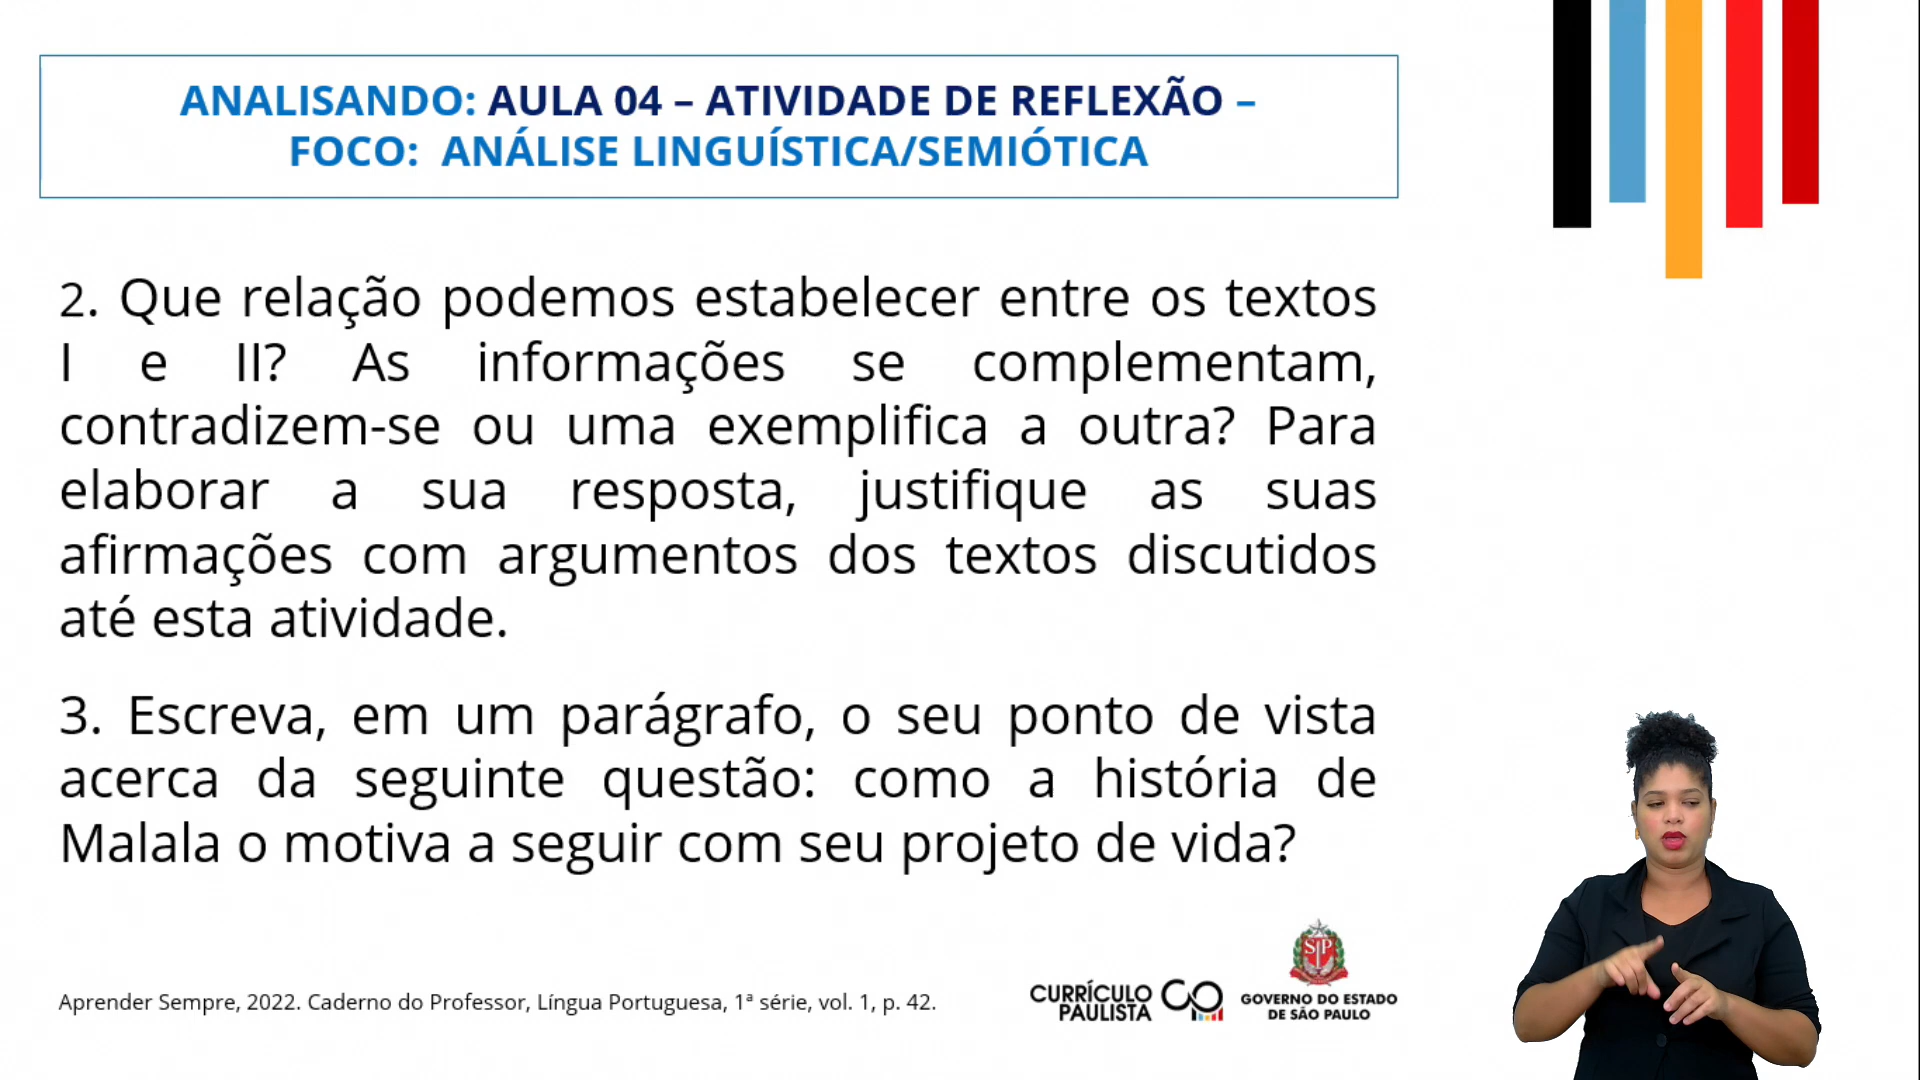 ANALISANDO: AULA 04 – ATIVIDADE DE REFLEXÃO –
FOCO: ANÁLISE LINGUÍSTICA/SEMIÓTICA
2. Que relação podemos estabelecer entre os textos
I e II? As informações se complementam,
contradizem-se ou uma exemplifica a outra? Para
elaborar a sua resposta, justifique as suas
afirmações com argumentos dos textos discutidos
até esta atividade.
3. Escreva, em um parágrafo, o seu ponto de vista
acerca da seguinte questão: como a história de
Malala o motiva a seguir com seu projeto de vida?
Aprender Sempre, 2022. Caderno do Professor, Língua Portuguesa, 1ª série, vol. 1, p. 42.
CURRÍCULO
PAULISTA
SP
GOVERNO DO ESTADO
DE SÃO PAULO